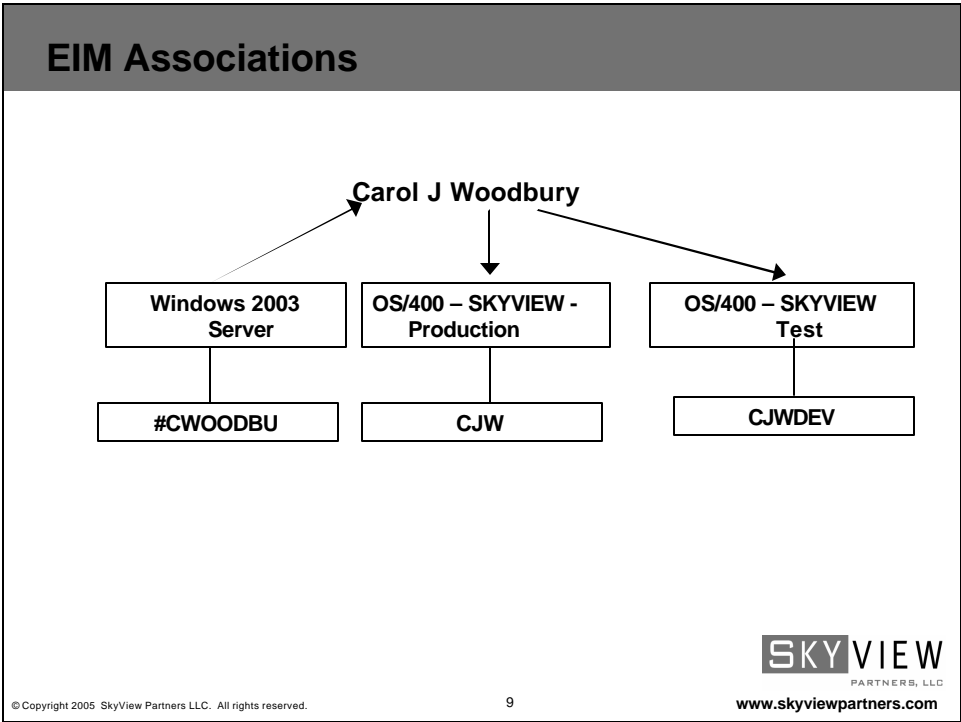 EIM Associations
Carol J Woodbury
Windows 2003
Server
OS/400 – SKYVIEW -
Production
OS/400 – SKYVIEW
Test
#CWOODBU
CJW
CJWDEV
SKYVIEW
PARTNERS, LLC
© Copyright 2005 SkyView Partners LLC. All rights reserved.
9
www.skyviewpartners.com